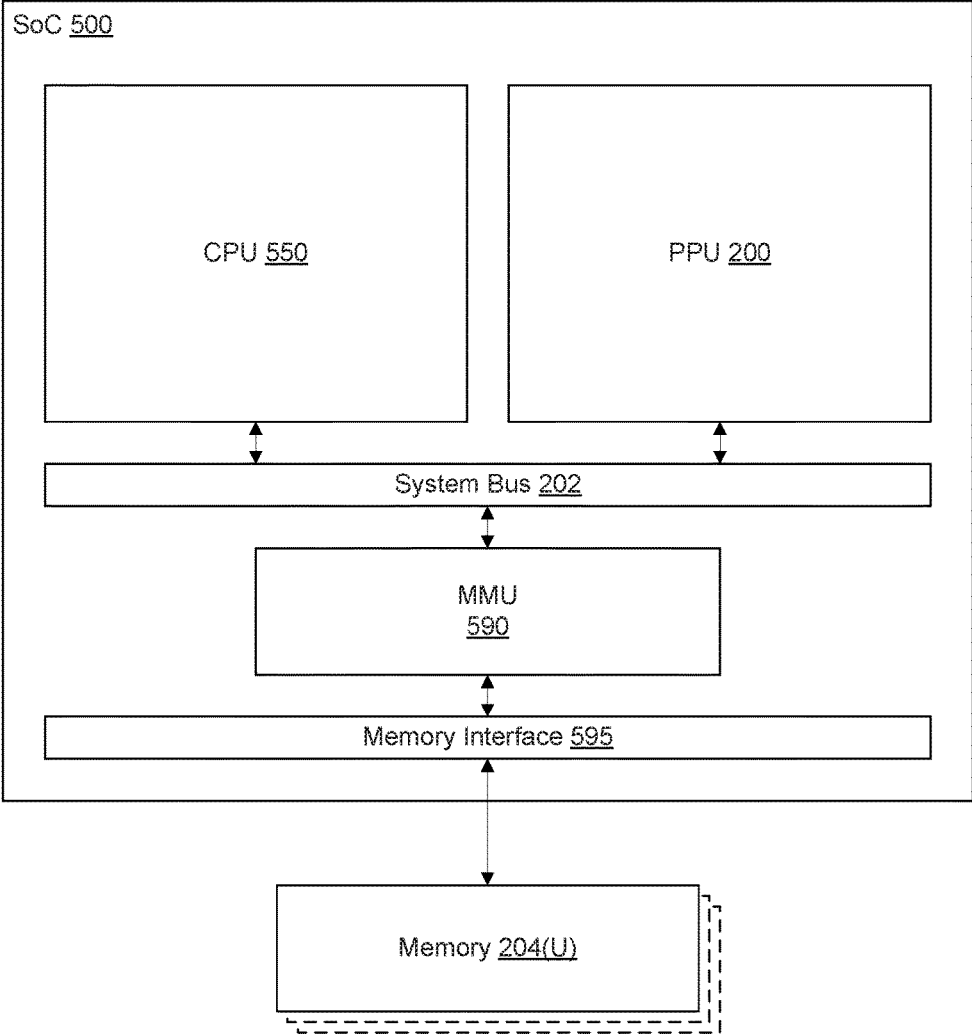 SoC 500
CPU 550
PPU 200
System Bus 202
MMU
590
Memory Interface 595
Memory 204(U)